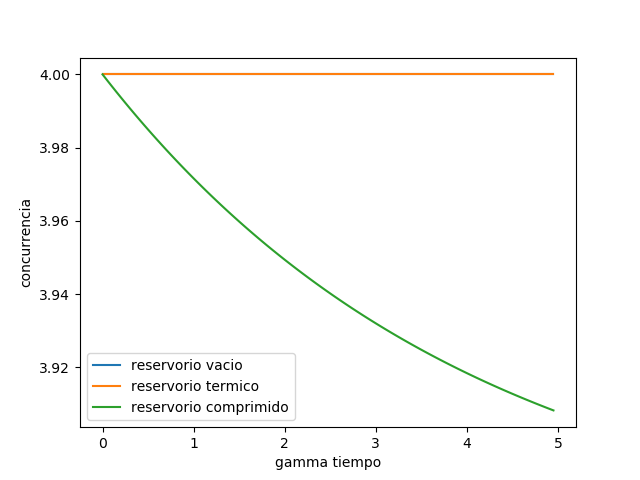 4.00
3.98
3.96
3.94
3.92
concurrencia
reservorio vacio
reservorio termico
reservorio comprimido
0 1 2 3 4 5
gamma tiempo